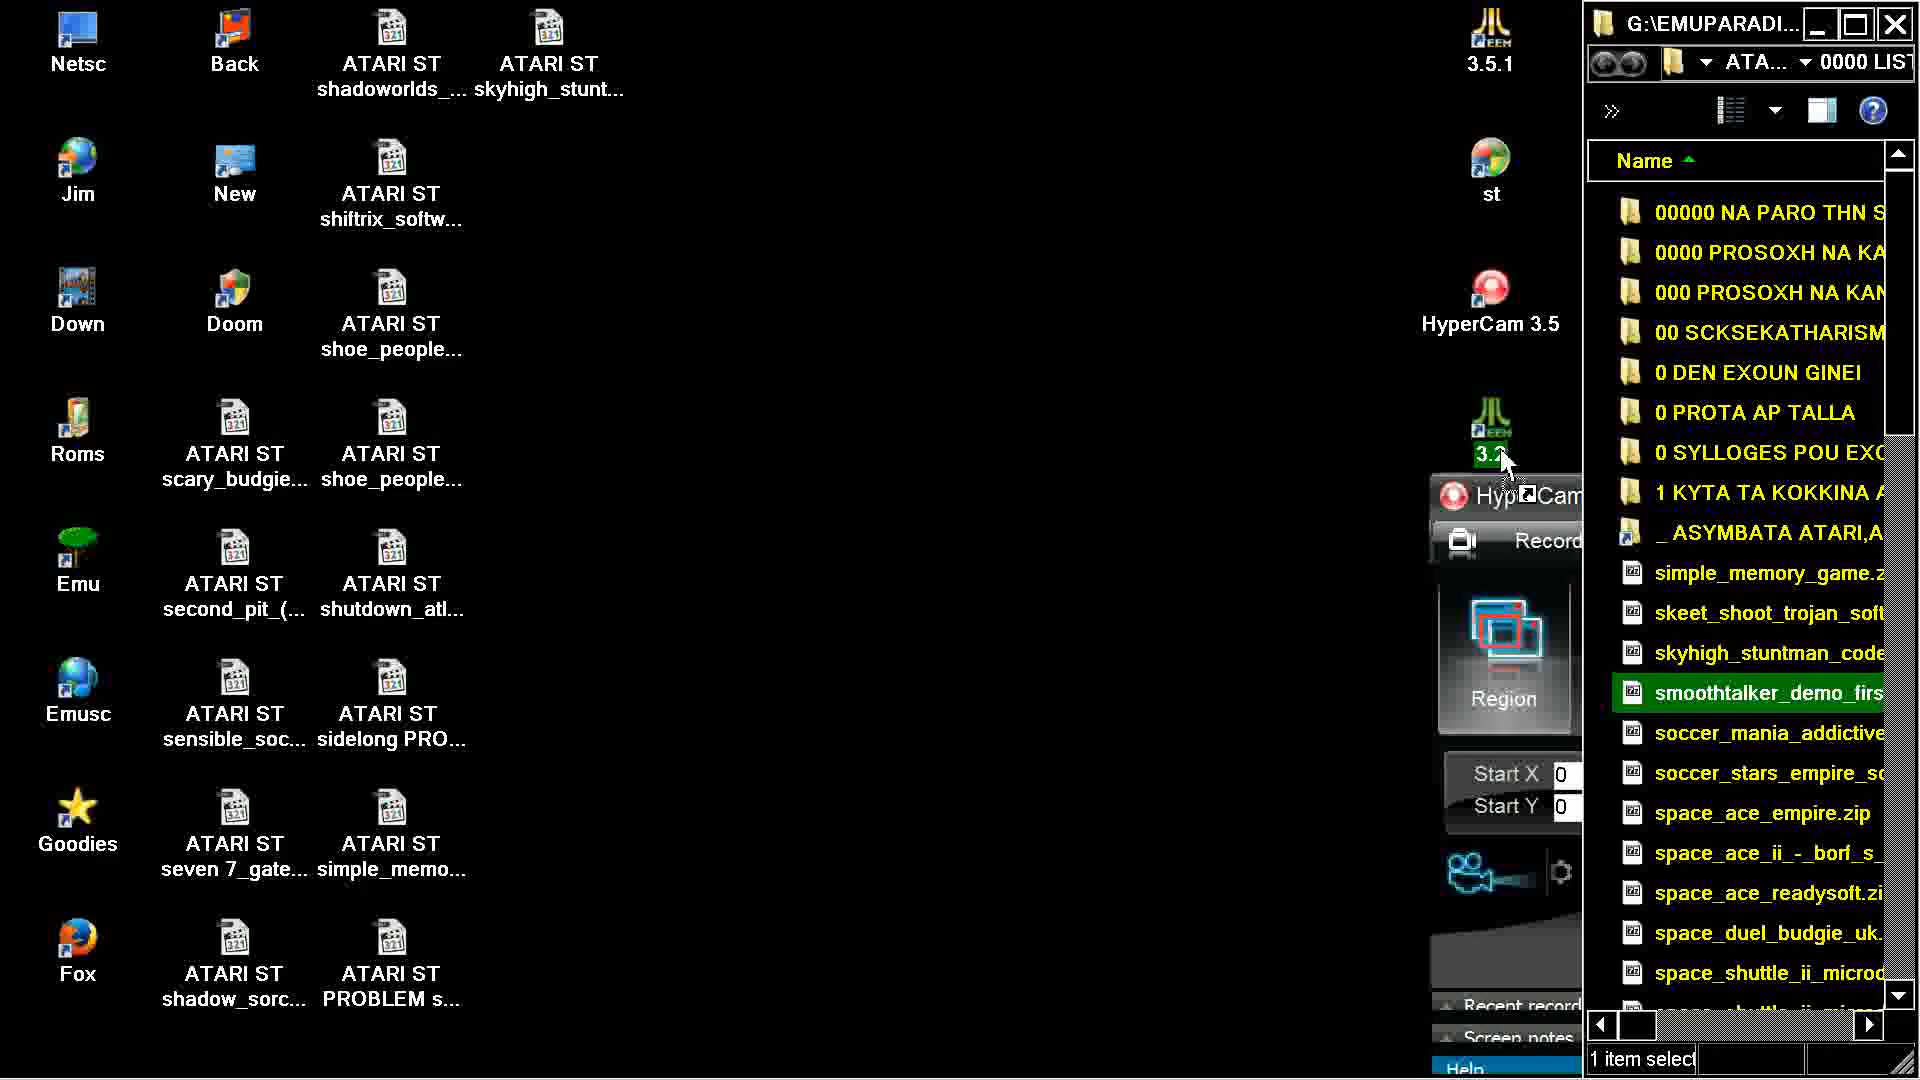 Netsc
Back
ATARI ST
shadoworlds_...
ATARI ST
skyhigh_stunt...
Jim
New
ATARI ST
shiftrix_softw...
Down
Doom
ATARI ST
shoe_people...
Roms
ATARI ST
scary_budgie...
ATARI ST
shoe_people...
Emu
ATARI ST
second_pit_(...
ATARI ST
shutdown_atl...
Emusc
ATARI ST
sensible_soc...
ATARI ST
sidelong PRO...
Goodies
ATARI ST
seven 7_gate...
ATARI ST
simple_memo...
Fox
ATARI ST
shadow_sorc...
ATARI ST
PROBLEM s...
3.5.1
st
HyperCam 3.5
Record
Region
Start X 0
Start Y 0
Recent record
Screen notes
Help
G:\EMUPARADI...
ATA... 0000 LIST
Name
00000 NA PARO THN S
0000 PROSOXH NA KA
000 PROSOXH NA KAN
00 SCKSEKATHARISM
0 DEN EXOUN GINEI
0 PROTA AP TALLA
0 SYLLOGES POU EXO
1 KYTA TA KOKKINA A
_ ASYMBATA ATARI,A
simple_memory_game.z
skeet_shoot_trojan_soft
skyhigh_stuntman_code
smoothtalker_demo_firs
soccer_mania_addictive
soccer_stars_empire_so
space_ace_empire.zip
space_ace_ii_-_borf_s_
space_ace_readysoft.zi
space_duel_budgie_uk.
space_shuttle_ii_microd
1 item select